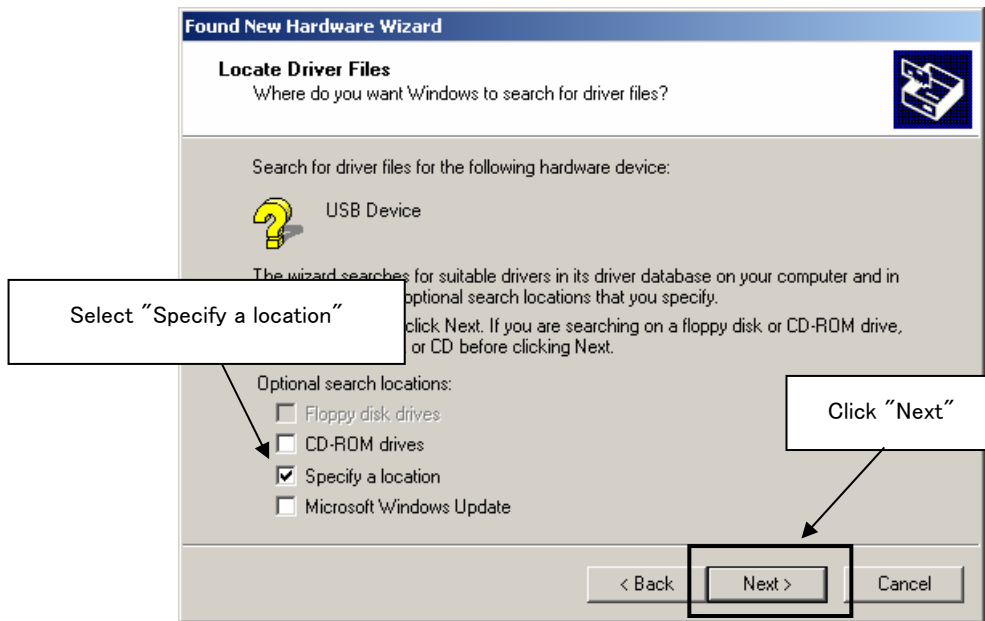 Found New Hardware Wizard
Locate Driver Files
Where do you want Windows to search for driver files?
Search for driver files for the following hardware device:
USB Device
The wizard searches for suitable drivers in its driver database on your computer and in
optional search locations that you specify.
Select "Specify a location"
click Next. If you are searching on a floppy disk or CD-ROM drive,
or CD before clicking Next.
Optional search locations:
Floppy disk drives
Click "Next"
CD-ROM drives
Specify a location
Microsoft Windows Update
< Back
Next >
Cancel